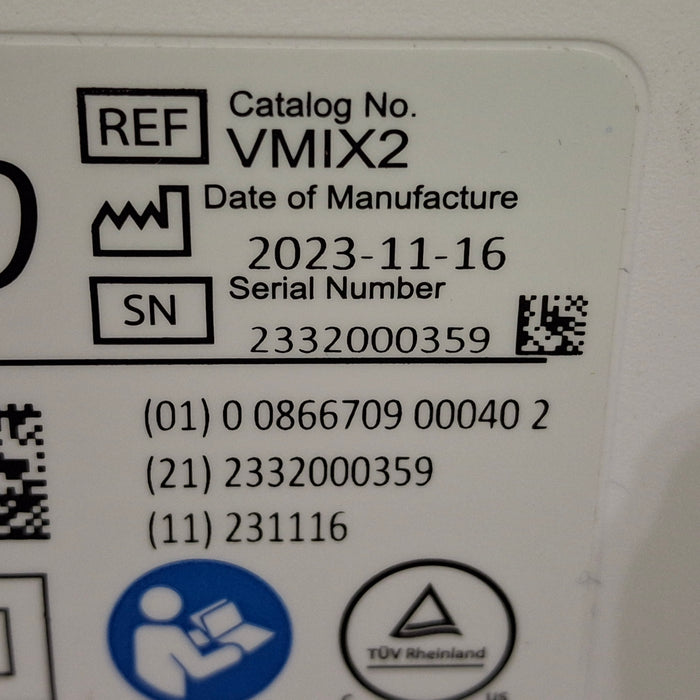 REF Catalog No.
VMIX2
Date of Manufacture
2023-11-16
Serial Number
SN 2332000359
(01) 0 0866709 00040 2
(21) 2332000359
(11) 231116
TÜV Rheinland
C US